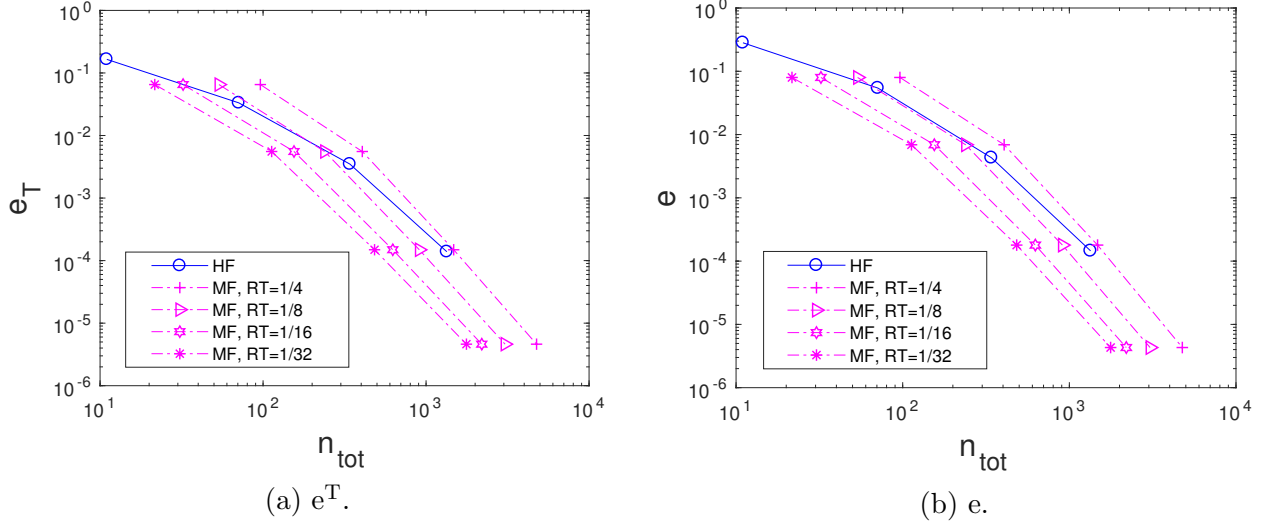 10^0
10^-1
10^-2
10^-3
10^-4
10^-5
10^-6
e_T
HF
MF, RT=1/4
MF, RT=1/8
MF, RT=1/16
MF, RT=1/32
10^1
10^2
10^3
10^4
n_tot
(a) e^T.
10^0
10^-1
10^-2
10^-3
10^-4
10^-5
10^-6
e
HF
MF, RT=1/4
MF, RT=1/8
MF, RT=1/16
MF, RT=1/32
10^1
10^2
10^3
10^4
n_tot
(b) e.